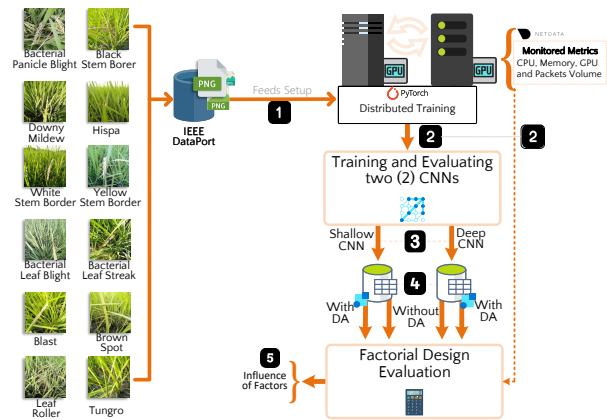 Bacterial
Panicle Blight
Black
Stem Borer
Downy
Mildew
Hispa
White
Stem Border
Yellow
Stem Border
Bacterial
Leaf Blight
Bacterial
Leaf Streak
Blast
Brown
Spot
Leaf
Roller
Tungro
PNG
PNG
IEEE
DataPort
Feeds Setup
1
GPU
GPU
PyTorch
Distributed Training
NETDATA
Monitored Metrics
CPU, Memory, GPU
and Packets Volume
2
2
Training and Evaluating
two (2) CNNs
Shallow
CNN
3
Deep
CNN
4
With
DA
Without
DA
With
DA
5
Influence
of Factors
Factorial Design
Evaluation